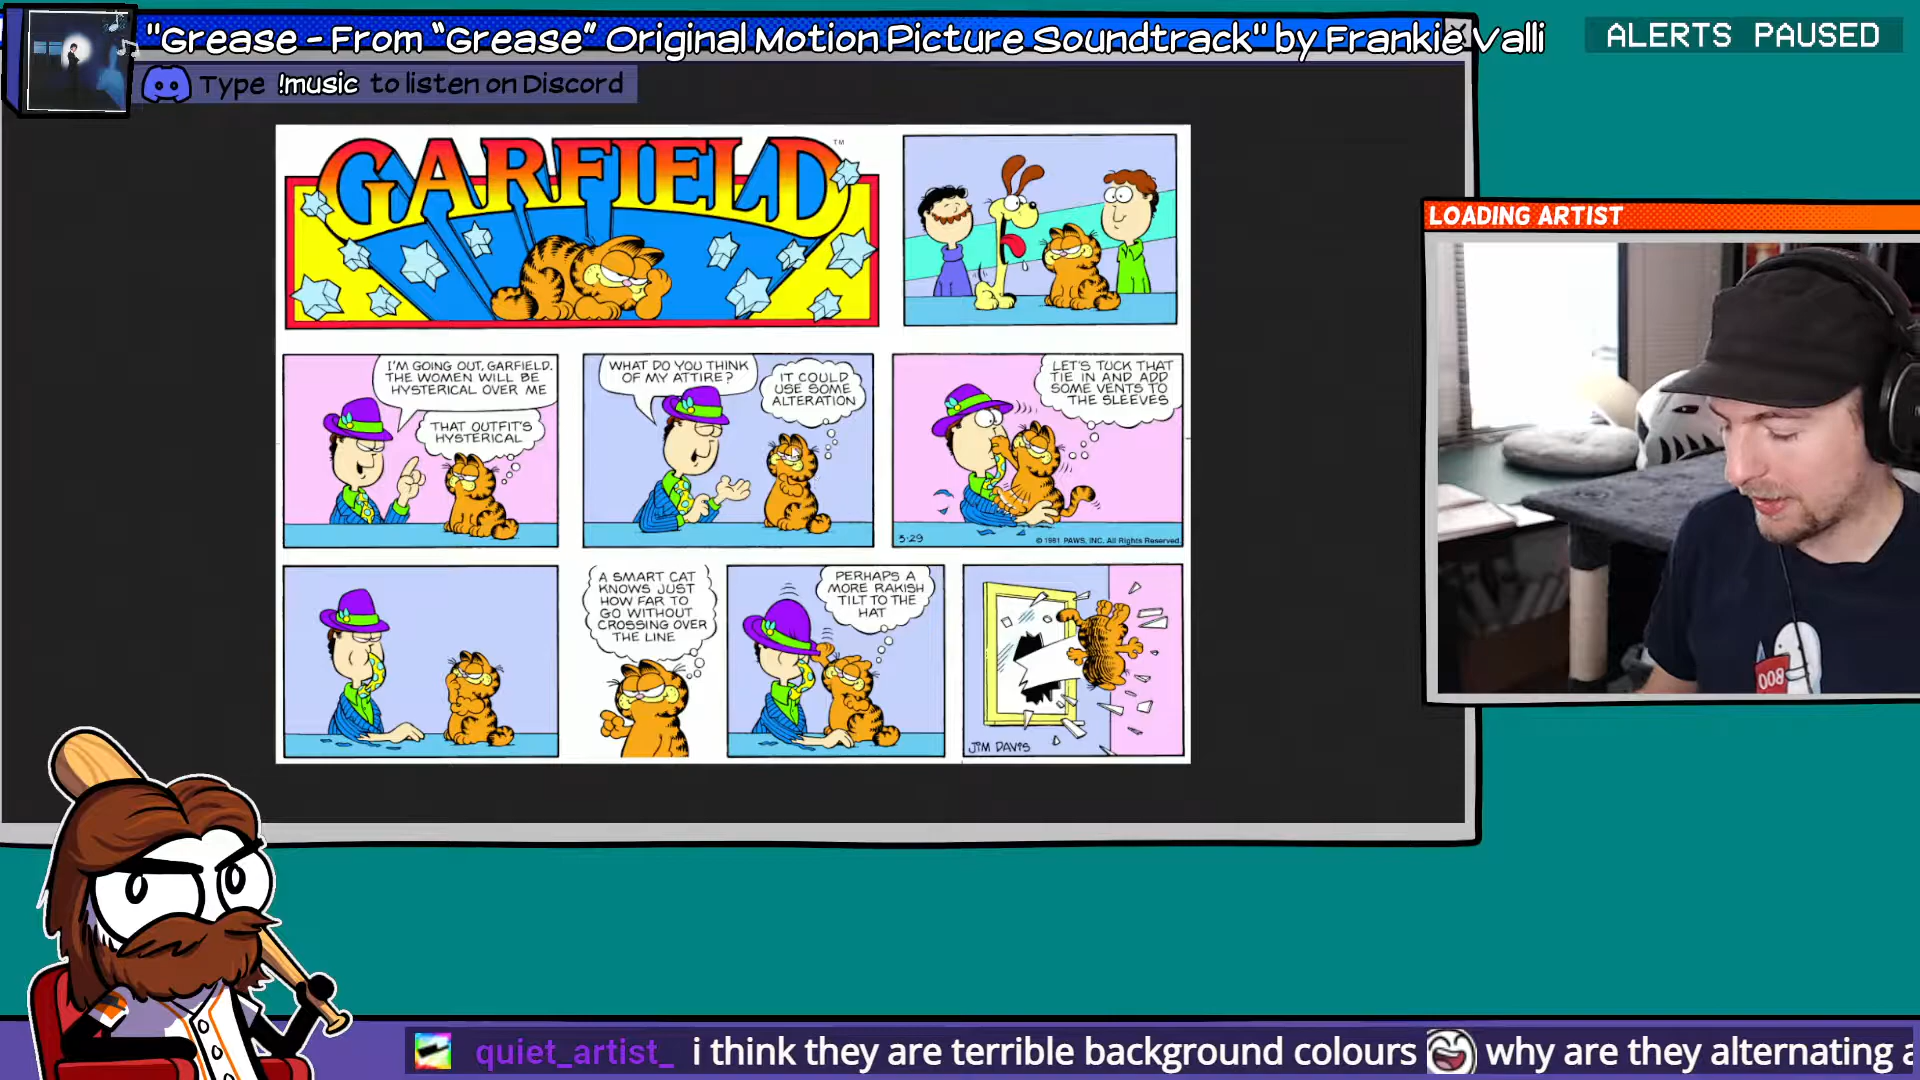 "Grease - From “Grease” Original Motion Picture Soundtrack" by Frankie Valli
ALERTS PAUSED
Type !music to listen on Discord
GARFIELD
TM
LOADING ARTIST
I'M GOING OUT, GARFIELD.
THE WOMEN WILL BE
HYSTERICAL OVER ME
THAT OUTFIT'S
HYSTERICAL
WHAT DO YOU THINK
OF MY ATTIRE?
IT COULD
USE SOME
ALTERATION
LET'S TUCK THAT
TIE IN AND ADD
SOME VENTS TO
THE SLEEVES
3-29
© 1981 PAWS, INC. All Rights Reserved.
A SMART CAT
KNOWS JUST
HOW FAR TO
GO WITHOUT
CROSSING OVER
THE LINE
PERHAPS A
MORE RAKISH
TILT TO THE
HAT
JIM DAVIS
BOO
quiet_artist_ i think they are terrible background colours why are they alternating a